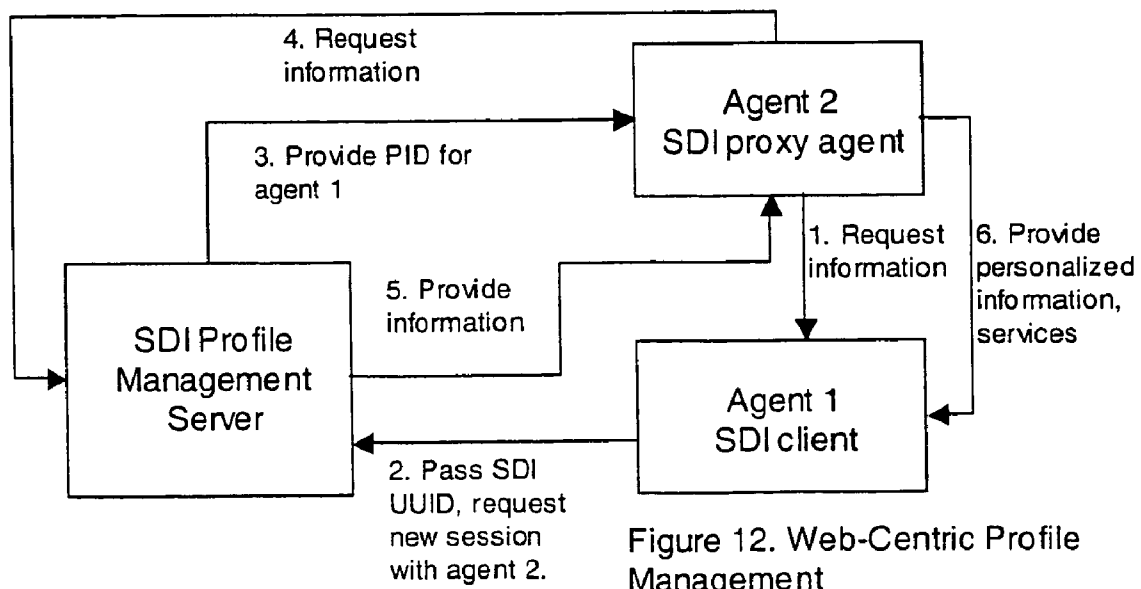 4. Request
information
Agent 2
SDI proxy agent
3. Provide PID for
agent 1
1. Request
information
6. Provide
personalized
information,
services
5. Provide
information
SDI Profile
Management
Server
Agent 1
SDI client
2. Pass SDI
UUID, request
new session
with agent 2.
Figure 12. Web-Centric Profile
Management